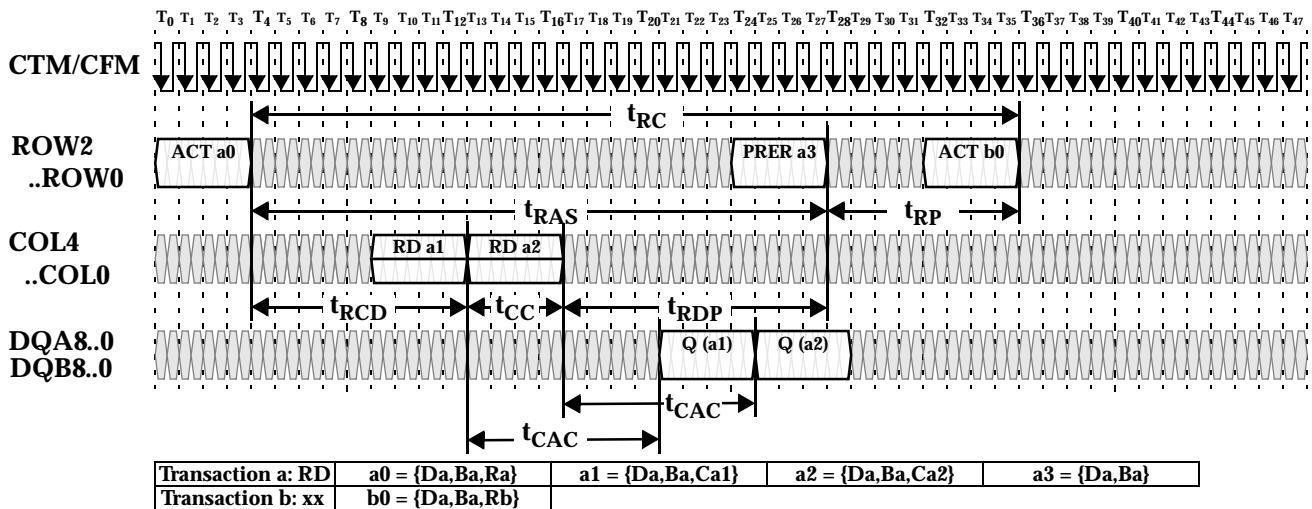 T0 T1 T2 T3 T4 T5 T6 T7 T8 T9 T10 T11 T12 T13 T14 T15 T16 T17 T18 T19 T20 T21 T22 T23 T24 T25 T26 T27 T28 T29 T30 T31 T32 T33 T34 T35 T36 T37 T38 T39 T40 T41 T42 T43 T44 T45 T46 T47
CTM/CFM
tRC
ROW2
..ROW0
ACT a0
PRER a3
ACT b0
tRAS
tRP
COL4
..COL0
RD a1
RD a2
tRCD
tCC
tRDP
DQA8..0
DQB8..0
Q (a1)
Q (a2)
tCAC
tCAC
Transaction a: RD a0 = {Da,Ba,Ra} a1 = {Da,Ba,Ca1} a2 = {Da,Ba,Ca2} a3 = {Da,Ba}
Transaction b: xx b0 = {Da,Ba,Rb}